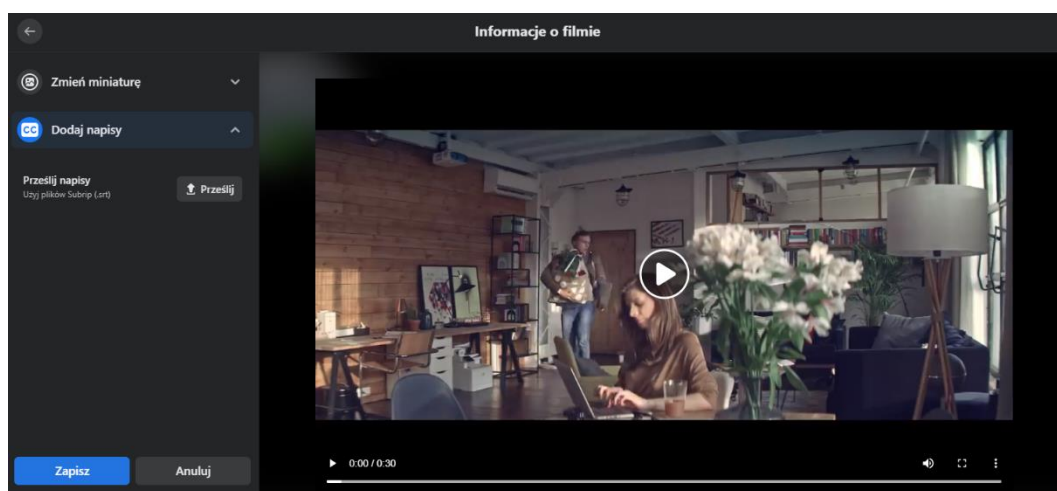 Informacje o filmie
Zmień miniaturę
CC Dodaj napisy
Prześlij napisy
Użyj plików Subrip (.srt)
Prześlij
Zapisz
Anuluj
0:00 / 0:30